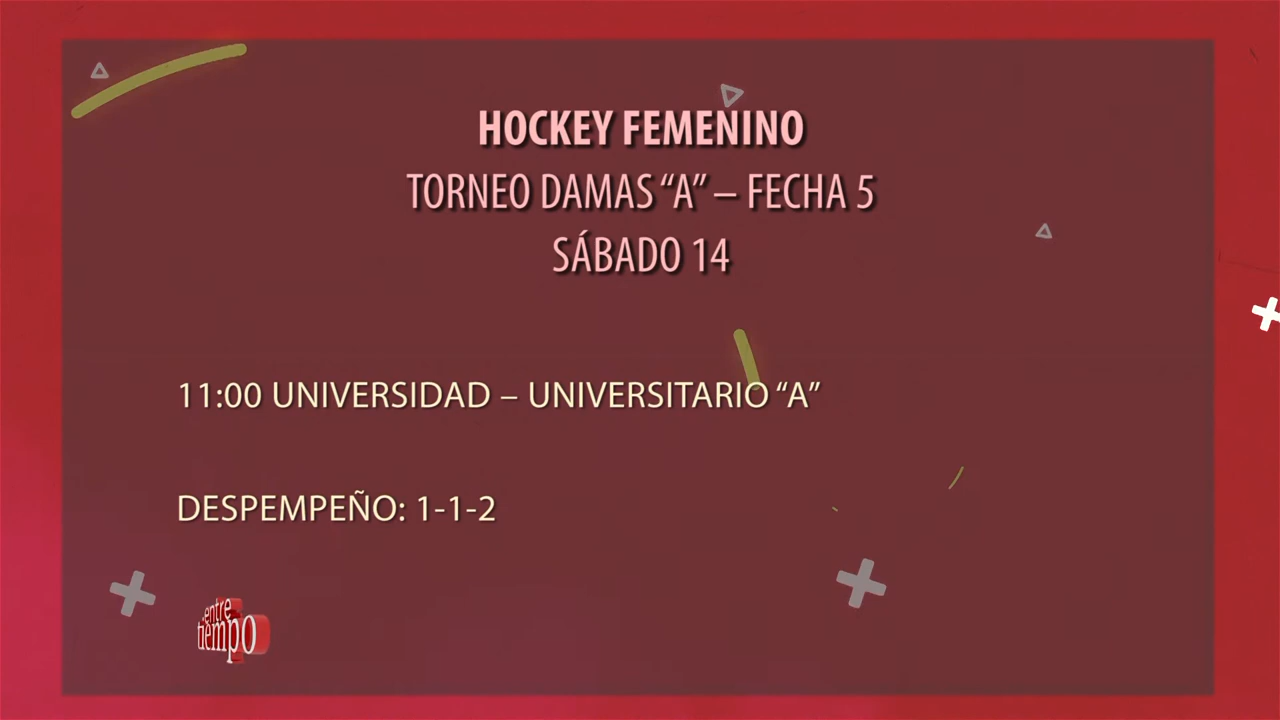 HOCKEY FEMENINO
TORNEO DAMAS “A” – FECHA 5
SÁBADO 14
11:00 UNIVERSIDAD – UNIVERSITARIO “A”
DESPEMPEÑO: 1-1-2
entre
tiempo